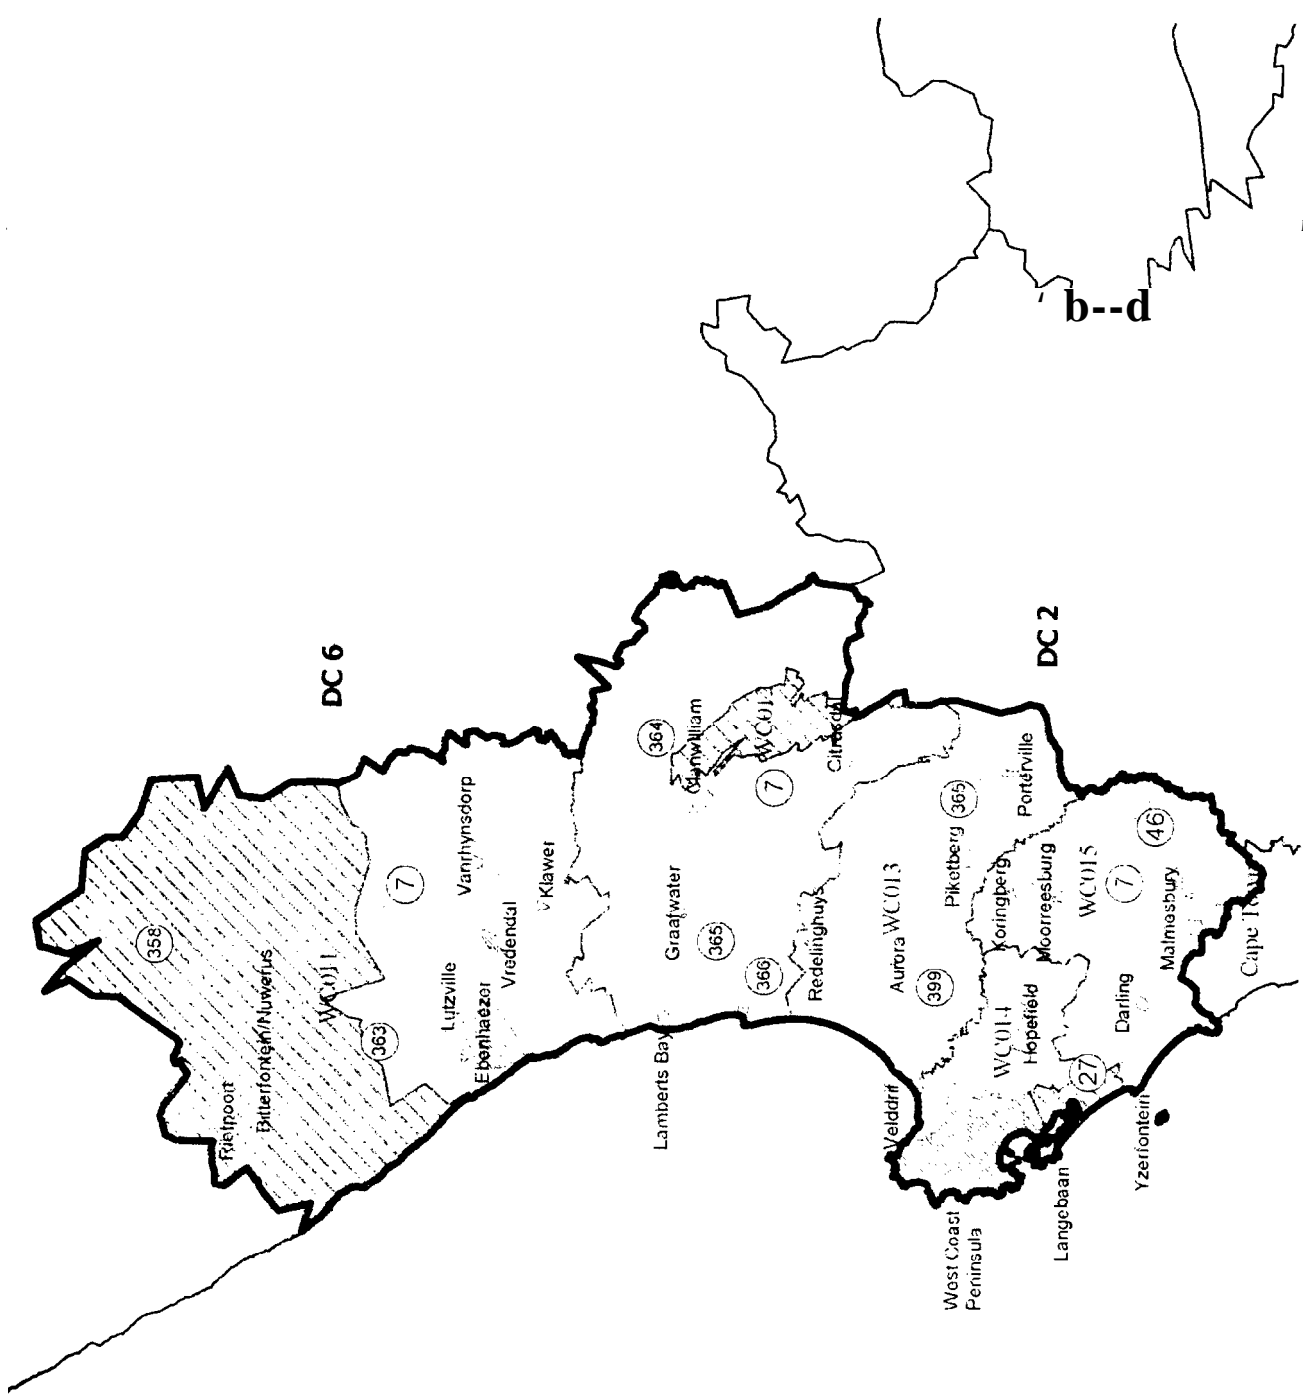 b--d
DC 6
DC 2
358
Rietpoort
Bitterfontein/Nuwerus
WC011
363
7
Lutzville
Vanrhynsdorp
Ebenhaezer
Vredendal
Klawer
364
Clanwilliam
WC012
Graafwater
Lamberts Bay
365
366
7
Citrusdal
Redelinghuys
Aurora
WC013
399
365
Piketberg
Velddrif
Porterville
Koringberg
WC014
Hopefield
Moorreesburg
WC015
West Coast
Peninsula
Langebaan
27
7
46
Darling
Yzerfontein
Malmesbury